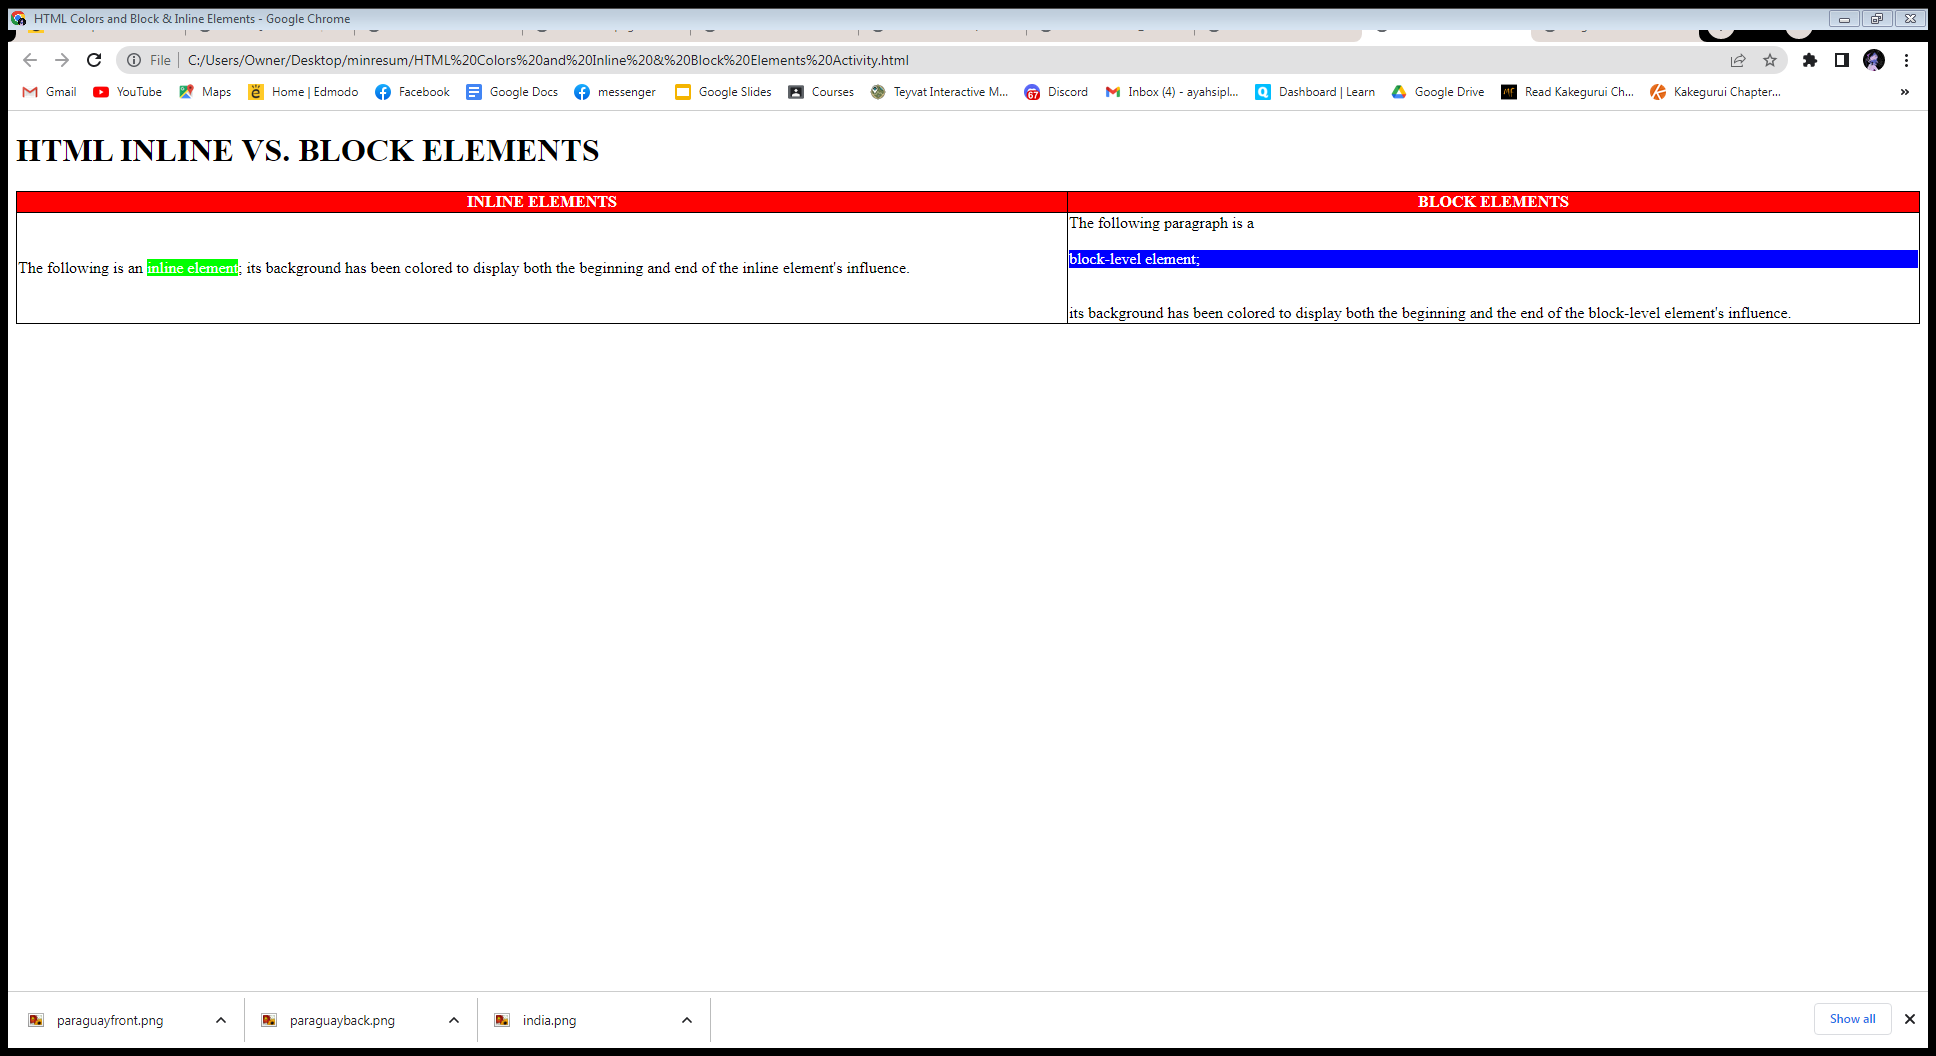 HTML Colors and Block & Inline Elements - Google Chrome
File C:/Users/Owner/Desktop/minresum/HTML%20Colors%20and%20Inline%20&%20Block%20Elements%20Activity.html
Gmail YouTube Maps Home | Edmodo Facebook Google Docs messenger Google Slides Courses Teyvat Interactive M... 67 Discord Inbox (4) - ayahsipl... Dashboard | Learn Google Drive Read Kakegurui Ch... Kakegurui Chapter... »
HTML INLINE VS. BLOCK ELEMENTS
INLINE ELEMENTS BLOCK ELEMENTS
The following paragraph is a
block-level element;
The following is an inline element; its background has been colored to display both the beginning and end of the inline element's influence.
its background has been colored to display both the beginning and the end of the block-level element's influence.
paraguayfront.png paraguayback.png india.png Show all